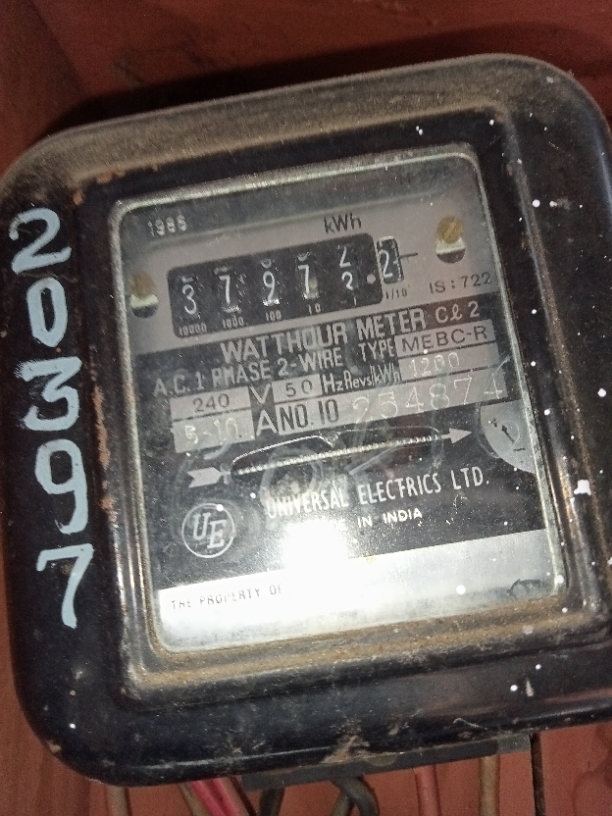 20397
1985
kWh
3 7 9 7 2 . 2
10000 1000 100 10 1 1/10
IS:722
WATTHOUR METER Cℓ 2
A.C. 1 PHASE 2-WIRE TYPE MEBC-R
240 V 50 Hz Revs/kWh 1200
5-10 A NO. 10 254874
UNIVERSAL ELECTRICS LTD.
IN INDIA
UE
THE PROPERTY OF